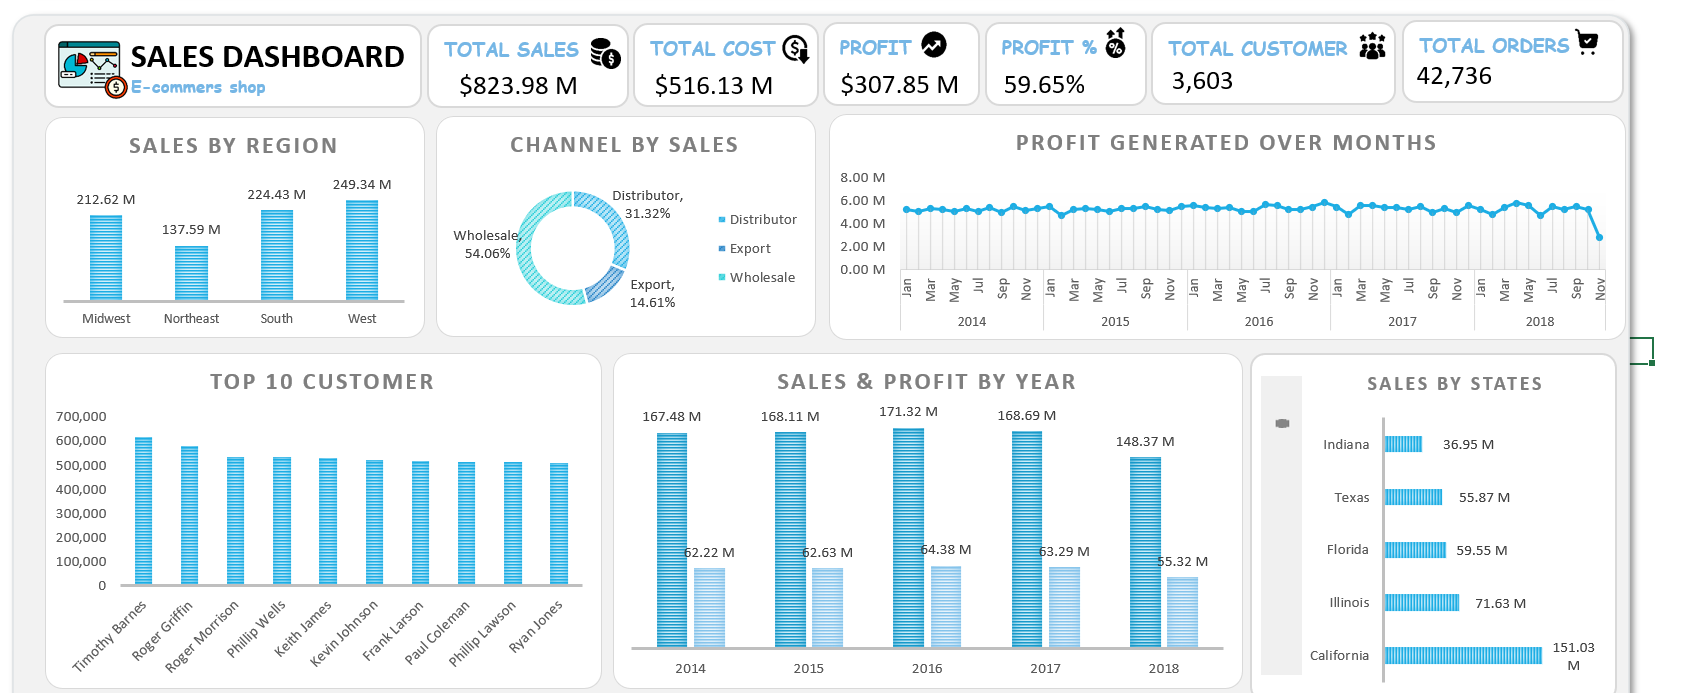 SALES DASHBOARD
E-commers shop
TOTAL SALES
$823.98 M
TOTAL COST
$516.13 M
PROFIT
$307.85 M
PROFIT %
59.65%
TOTAL CUSTOMER
3,603
TOTAL ORDERS
42,736
SALES BY REGION
212.62 M
137.59 M
224.43 M
249.34 M
Midwest
Northeast
South
West
CHANNEL BY SALES
Distributor,
31.32%
Wholesale,
54.06%
Export,
14.61%
Distributor
Export
Wholesale
PROFIT GENERATED OVER MONTHS
8.00 M
6.00 M
4.00 M
2.00 M
0.00 M
Jan Mar May Jul Sep Nov Jan Mar May Jul Sep Nov Jan Mar May Jul Sep Nov Jan Mar May Jul Sep Nov Jan Mar May Jul Sep Nov
2014 2015 2016 2017 2018
TOP 10 CUSTOMER
700,000
600,000
500,000
400,000
300,000
200,000
100,000
0
Timothy Barnes
Roger Griffin
Roger Morrison
Phillip Wells
Keith James
Kevin Johnson
Frank Larson
Paul Coleman
Phillip Lawson
Ryan Jones
SALES & PROFIT BY YEAR
167.48 M
168.11 M
171.32 M
168.69 M
148.37 M
62.22 M
62.63 M
64.38 M
63.29 M
55.32 M
2014
2015
2016
2017
2018
SALES BY STATES
Indiana
36.95 M
Texas
55.87 M
Florida
59.55 M
Illinois
71.63 M
California
151.03
M